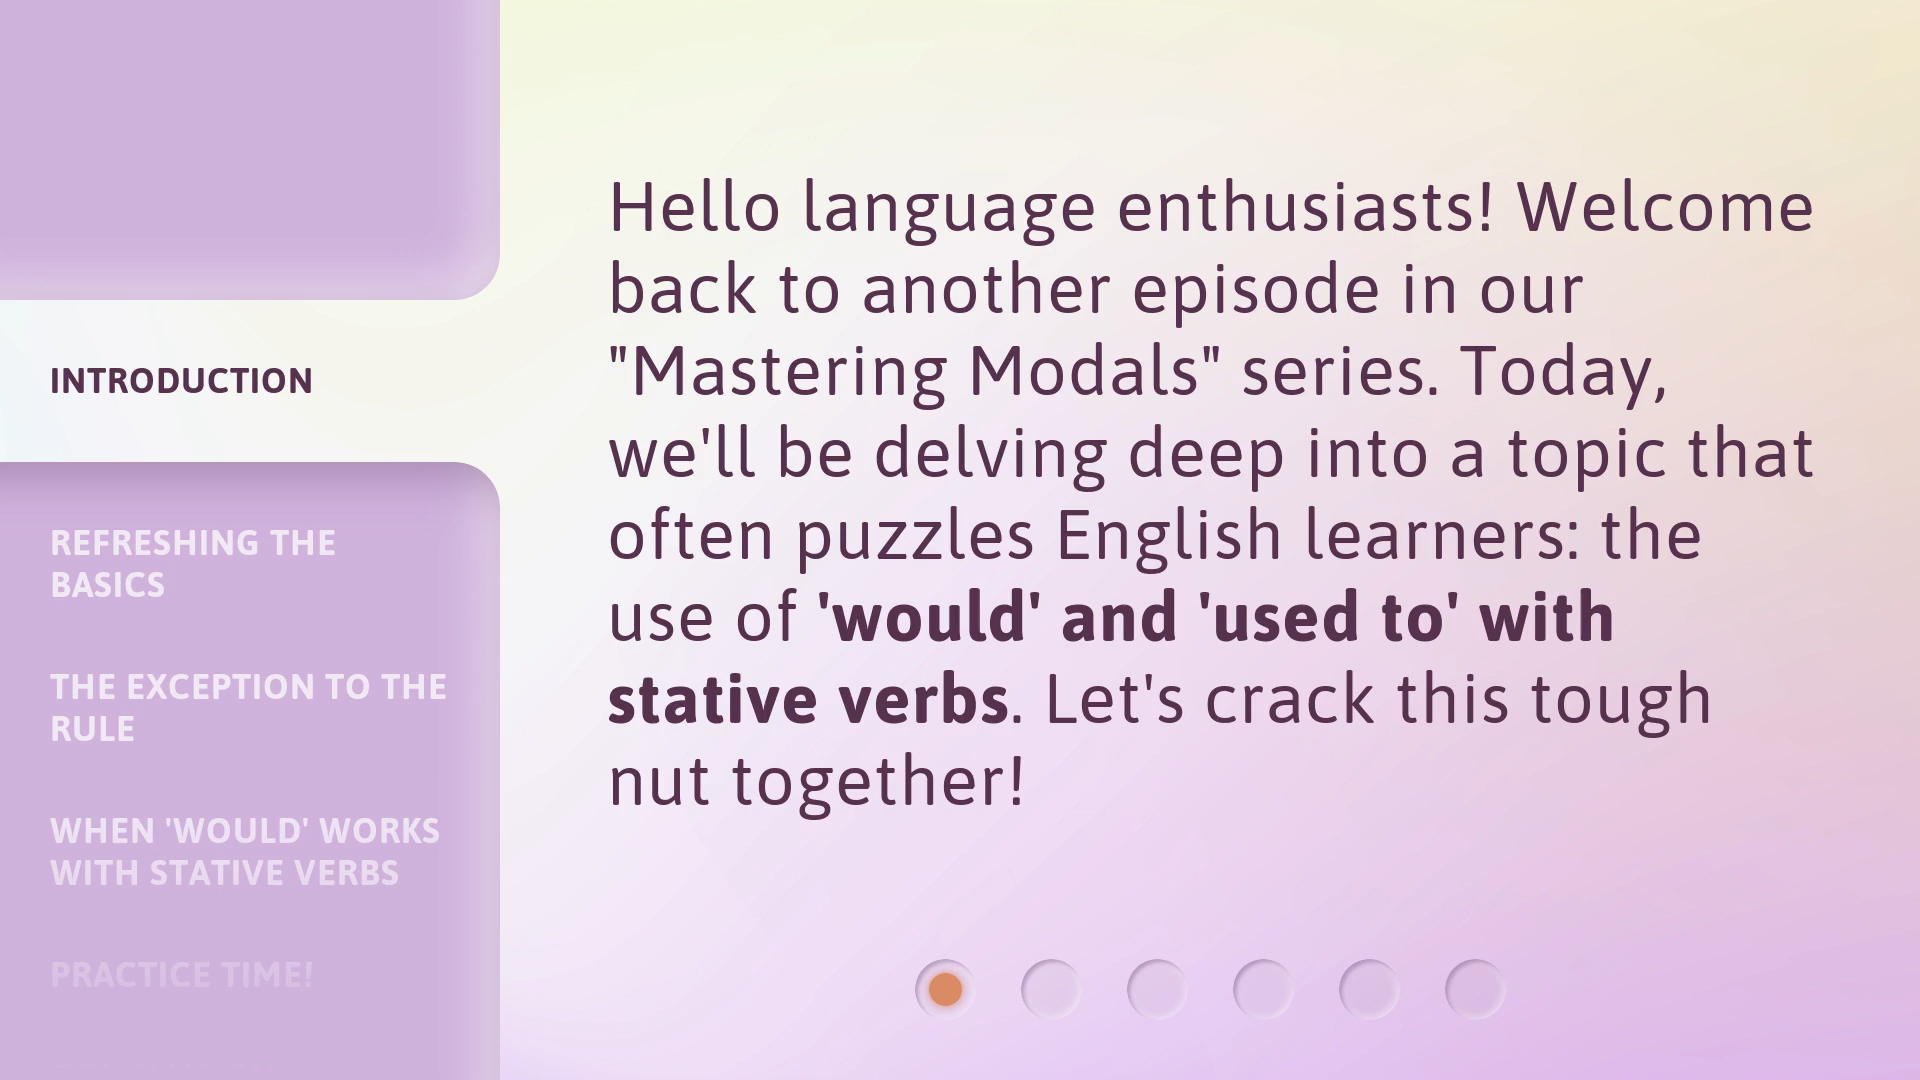 INTRODUCTION
REFRESHING THE
BASICS
THE EXCEPTION TO THE
RULE
WHEN 'WOULD' WORKS
WITH STATIVE VERBS
PRACTICE TIME!
Hello language enthusiasts! Welcome
back to another episode in our
"Mastering Modals" series. Today,
we'll be delving deep into a topic that
often puzzles English learners: the
use of 'would' and 'used to' with
stative verbs. Let's crack this tough
nut together!